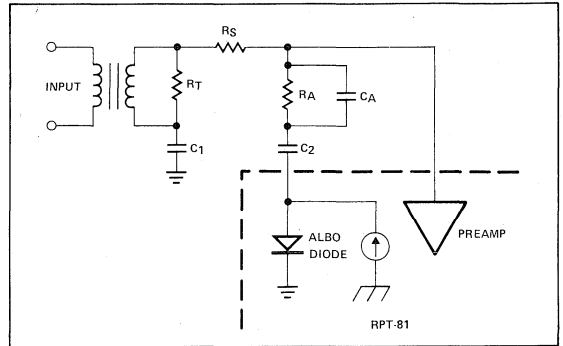 RS
INPUT
RT
RA
CA
C1
C2
ALBO
DIODE
PREAMP
RPT-81